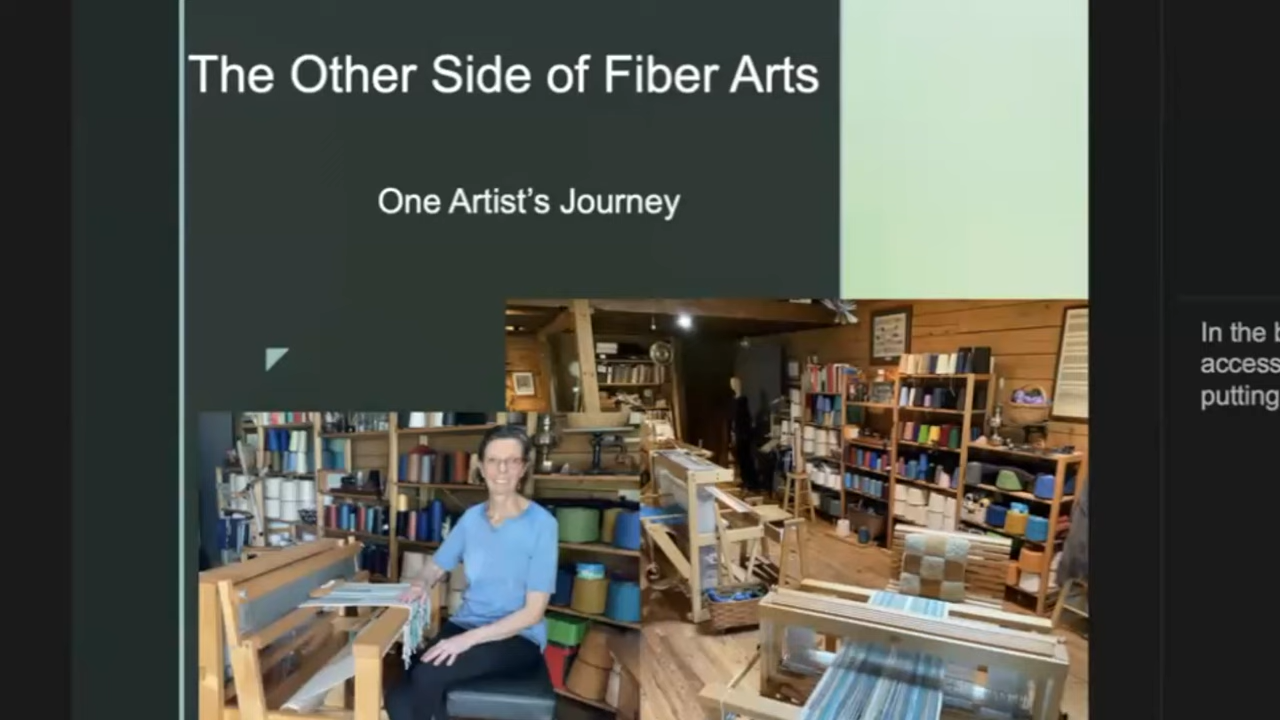 The Other Side of Fiber Arts
One Artist’s Journey
In the
access
putting